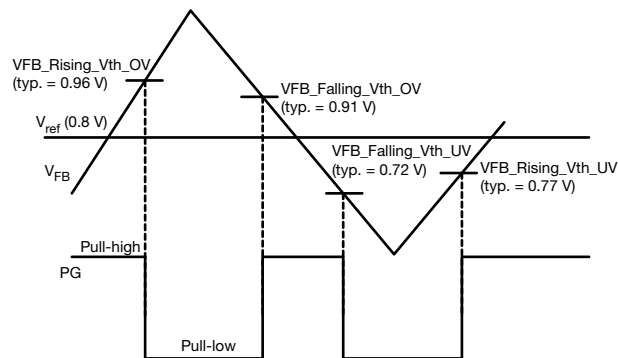 VFB_Rising_Vth_OV
(typ. = 0.96 V)
VFB_Falling_Vth_OV
(typ. = 0.91 V)
Vref (0.8 V)
VFB_Falling_Vth_UV
(typ. = 0.72 V)
VFB_Rising_Vth_UV
(typ. = 0.77 V)
VFB
Pull-high
PG
Pull-low